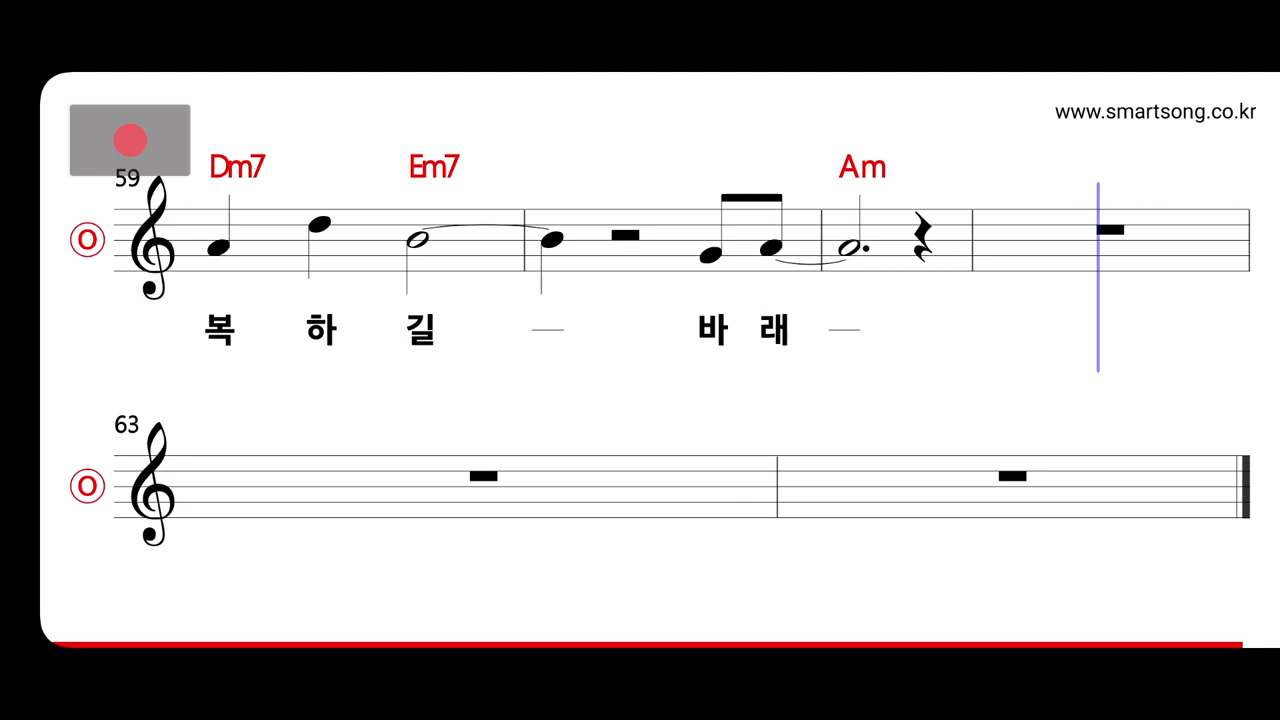 www.smartsong.co.kr
59
Dm7 Em7 Am
O
복 하 길 바 래
63
O